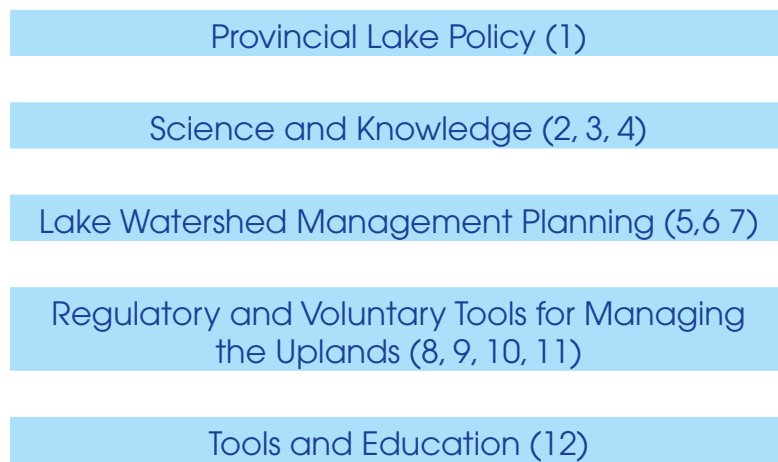 Provincial Lake Policy (1)
Science and Knowledge (2, 3, 4)
Lake Watershed Management Planning (5,6 7)
Regulatory and Voluntary Tools for Managing
the Uplands (8, 9, 10, 11)
Tools and Education (12)